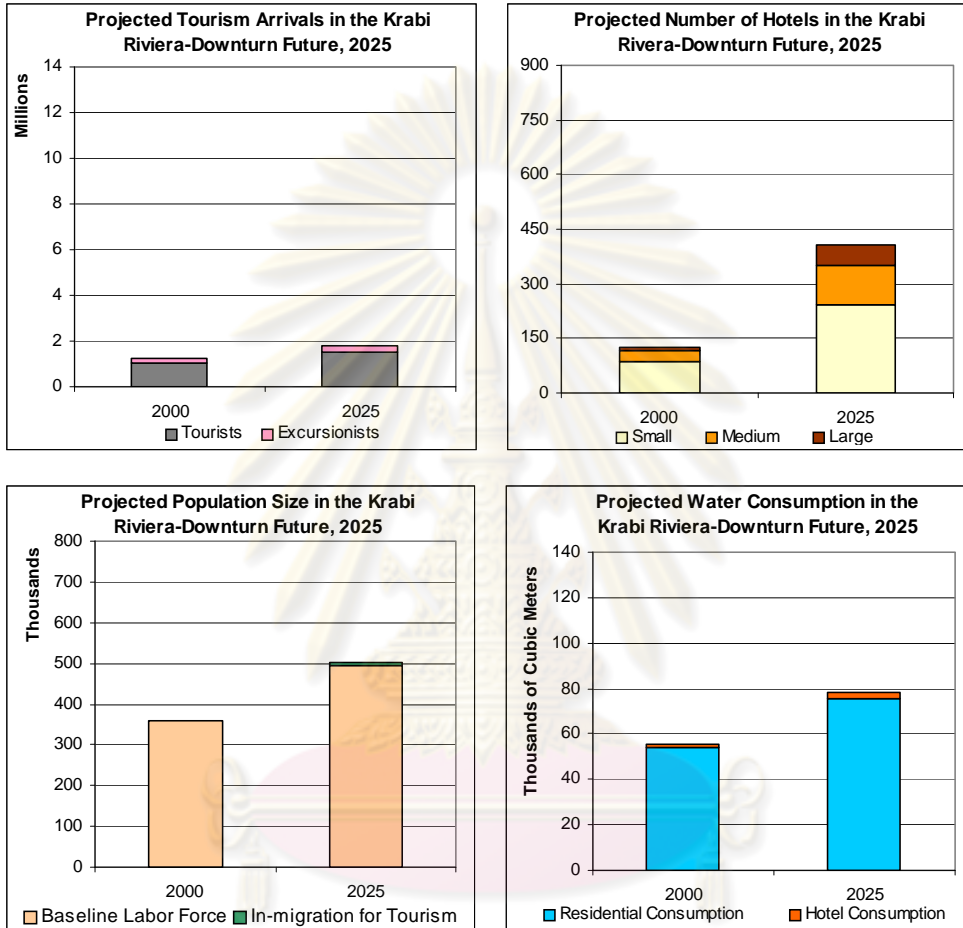 Projected Tourism Arrivals in the Krabi
Riviera-Downturn Future, 2025
Millions
14
12
10
8
6
4
2
0
2000 2025
Tourists Excursionists
Projected Number of Hotels in the Krabi
Rivera-Downturn Future, 2025
900
750
600
450
300
150
0
2000 2025
Small Medium Large
Projected Population Size in the Krabi
Riviera-Downturn Future, 2025
Thousands
800
700
600
500
400
300
200
100
0
2000 2025
Baseline Labor Force In-migration for Tourism
Projected Water Consumption in the
Krabi Riviera-Downturn Future, 2025
Thousands of Cubic Meters
140
120
100
80
60
40
20
0
2000 2025
Residential Consumption Hotel Consumption